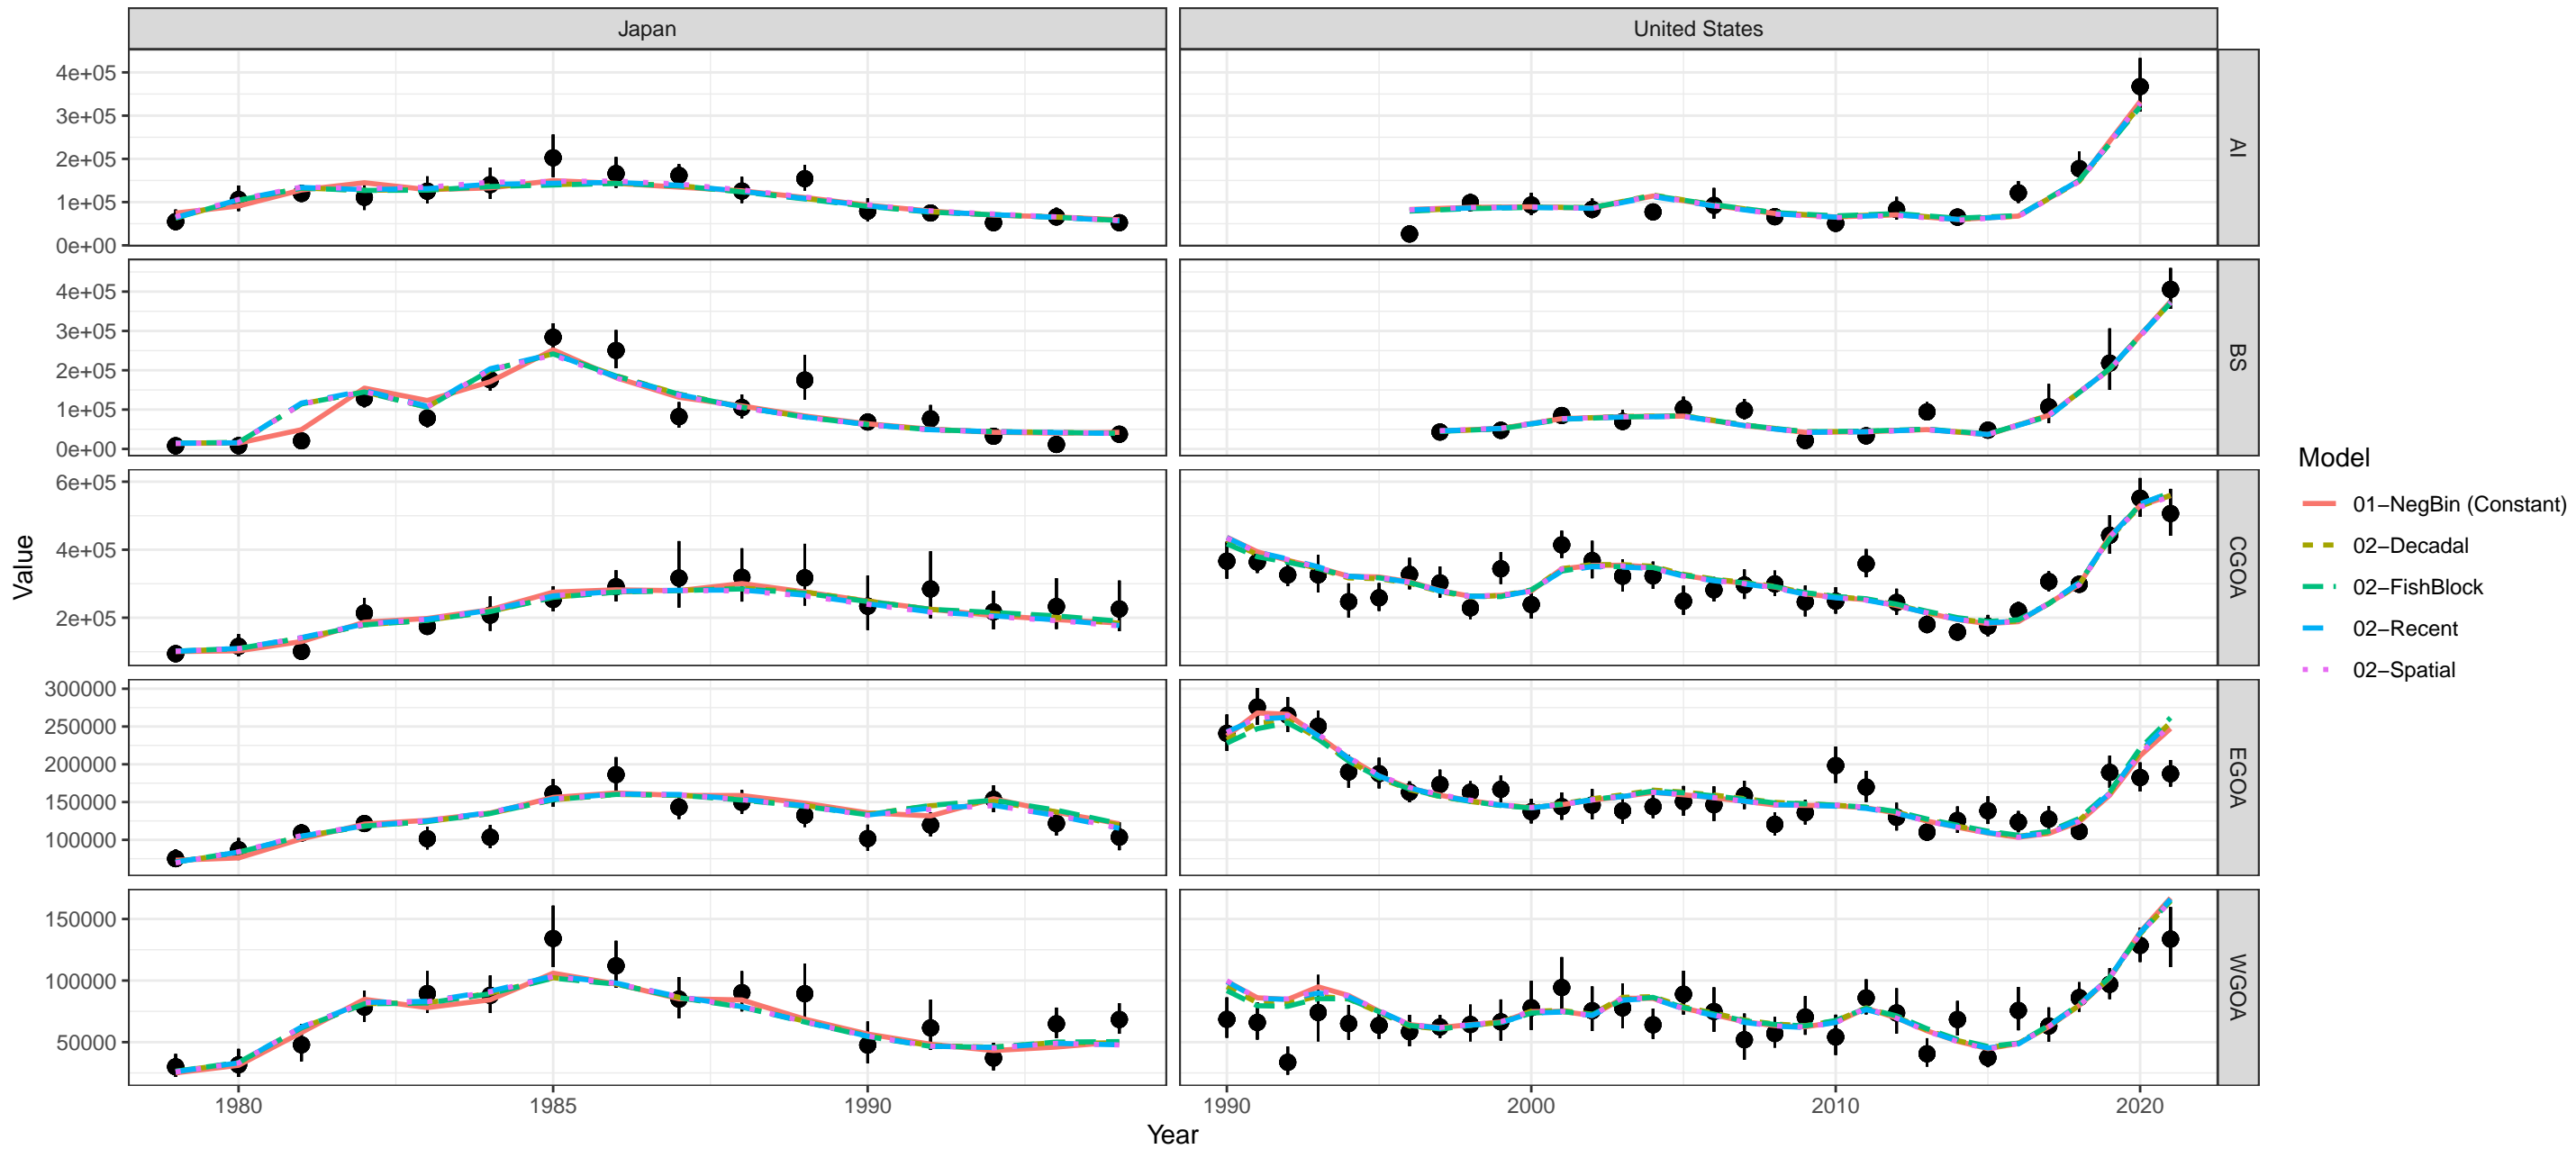 Japan
United States
4e+05
3e+05
2e+05
1e+05
0e+00
AI
4e+05
3e+05
2e+05
1e+05
0e+00
BS
6e+05
4e+05
2e+05
CGOA
300000
250000
200000
150000
100000
EGOA
150000
100000
50000
WGOA
1980
1985
1990
1990
2000
2010
2020
Year
Value
Model
01−NegBin (Constant)
02−Decadal
02−FishBlock
02−Recent
02−Spatial